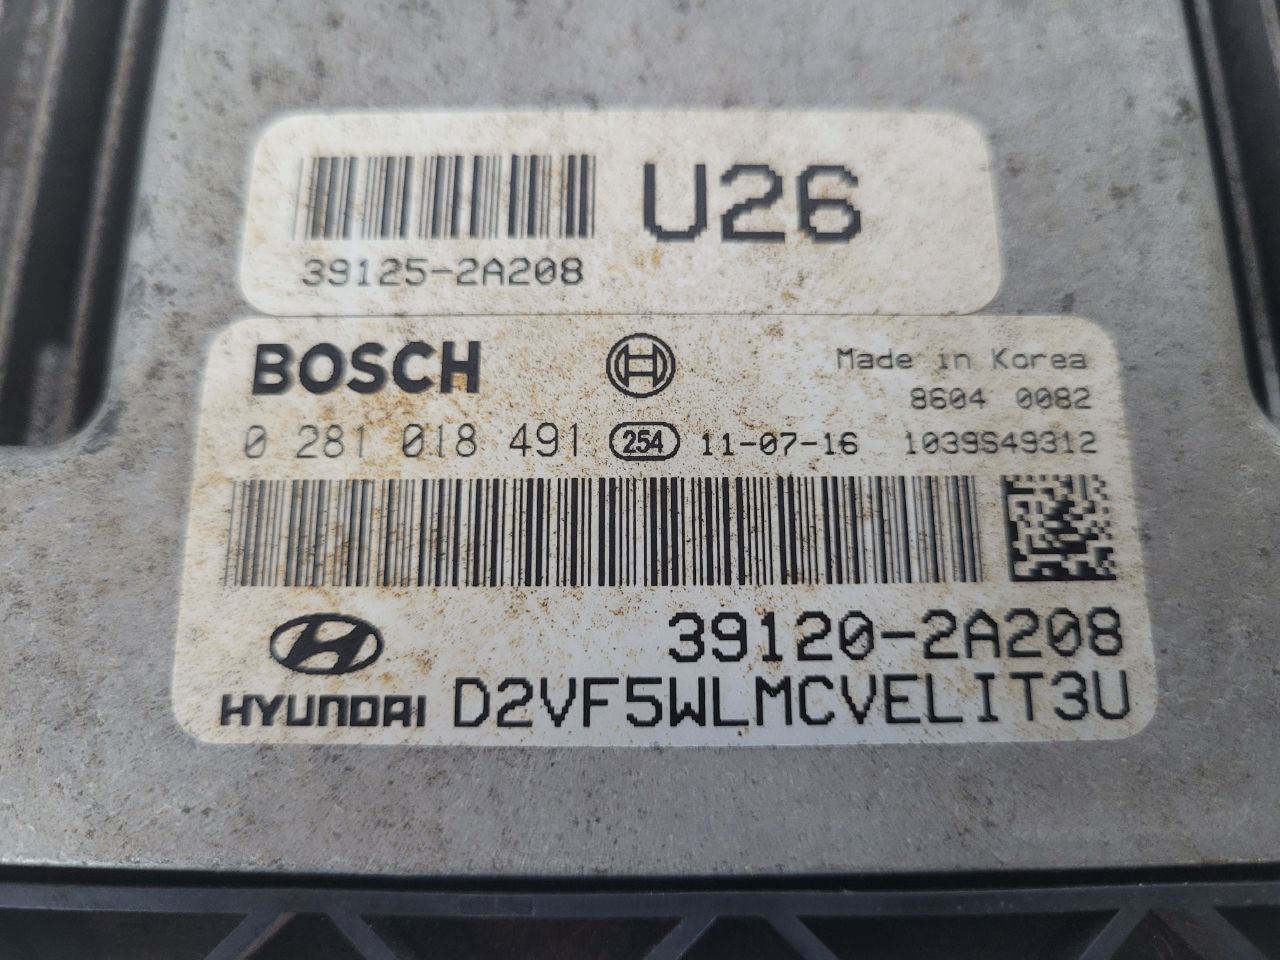 U26
39125-2A208
BOSCH
Made in Korea
8604 0082
0 281 018 491 254 11-07-16 1039S49312
39120-2A208
HYUNDAI D2VF5WLMCVELIT3U